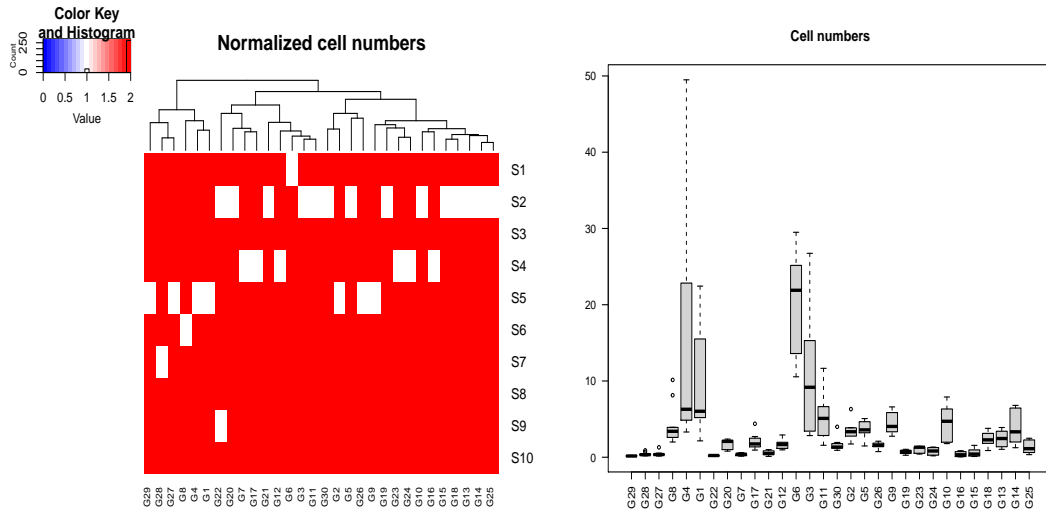 Color Key
and Histogram
Count
0 250
0 0.5 1 1.5 2
Value
Normalized cell numbers
S1
S2
S3
S4
S5
S6
S7
S8
S9
S10
G29 G28 G27 G8 G4 G1 G22 G20 G7 G17 G21 G12 G6 G3 G11 G30 G2 G5 G26 G9 G19 G23 G24 G10 G16 G15 G18 G13 G14 G25
Cell numbers
50
40
30
20
10
0
G29 G28 G27 G8 G4 G1 G22 G20 G7 G17 G21 G12 G6 G3 G11 G30 G2 G5 G26 G9 G19 G23 G24 G10 G16 G15 G18 G13 G14 G25